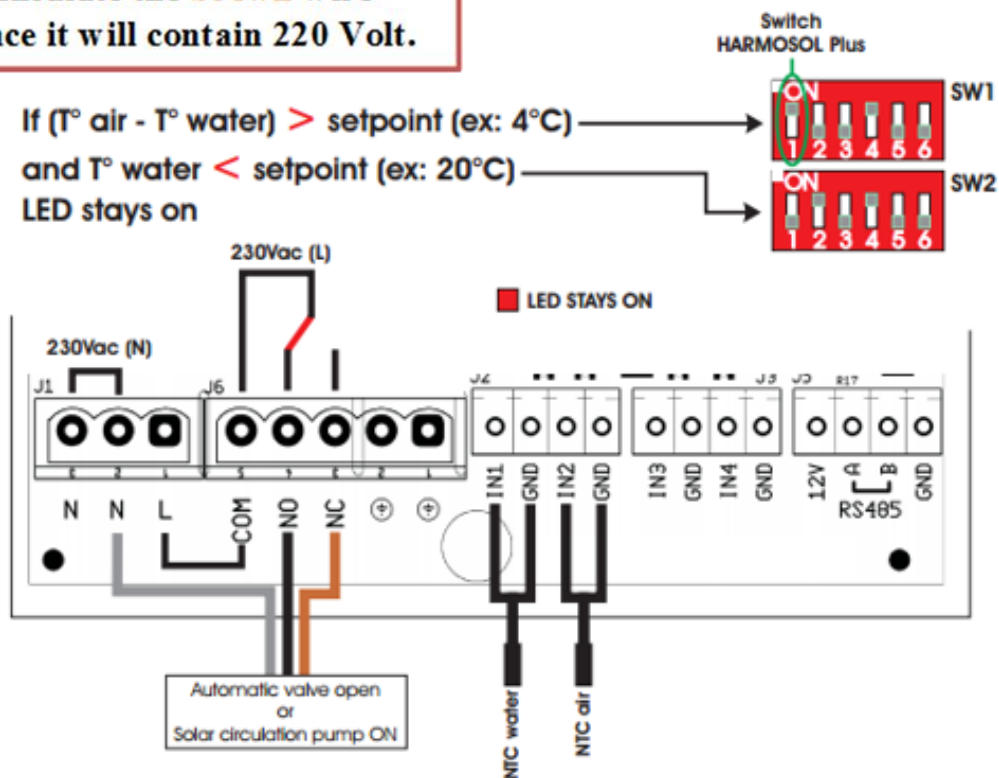 ce it will contain 220 Volt.
Switch
HARMOSOL Plus
If (T° air - T° water) > setpoint (ex: 4°C)
ON
1 2 3 4 5 6
SW1
and T° water < setpoint (ex: 20°C)
ON
1 2 3 4 5 6
SW2
LED stays on
230Vac (L)
LED STAYS ON
230Vac (N)
J1
J6
J2
J3
J5
R17
N N L COM NO NC
IN1 GND IN2 GND
IN3 GND IN4 GND
12V A B GND
RS485
Automatic valve open
or
Solar circulation pump ON
NTC water
NTC air